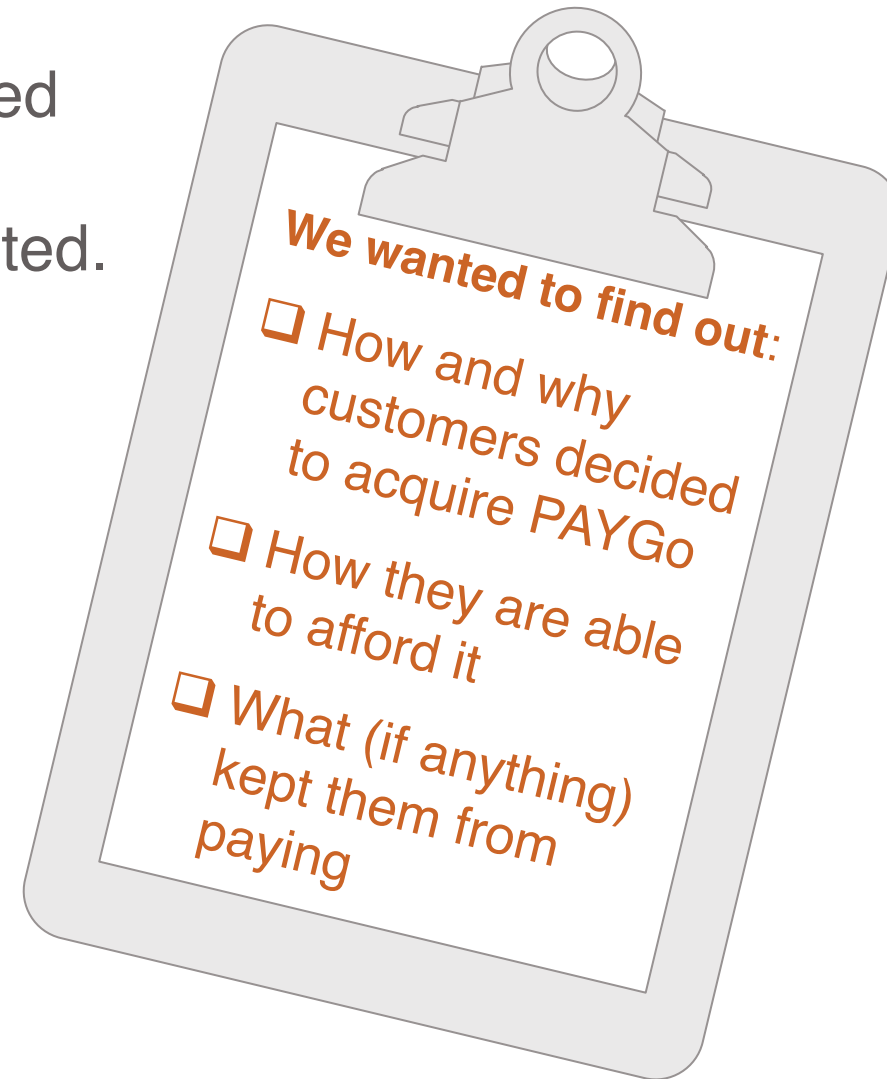 ed
ted.
We wanted to find out:
❑ How and why
customers decided
to acquire PAYGo
❑ How they are able
to afford it
❑ What (if anything)
kept them from
paying